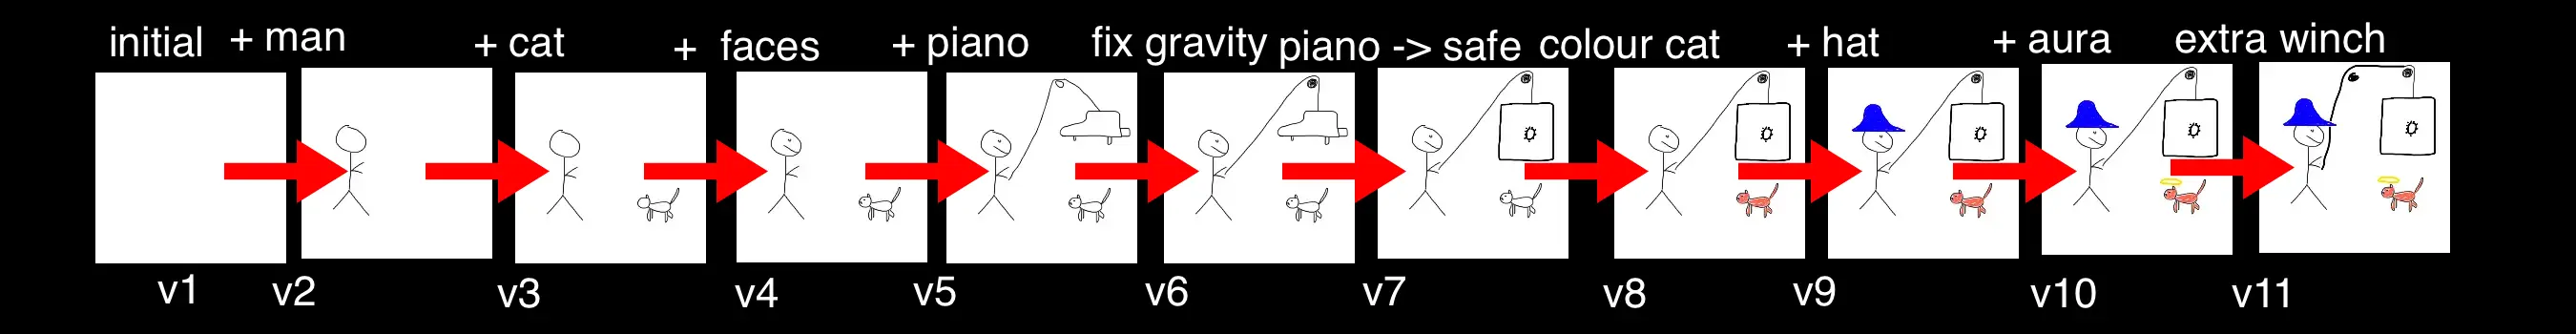 initial + man + cat + faces + piano fix gravity piano -> safe colour cat + hat + aura extra winch
v1 v2 v3 v4 v5 v6 v7 v8 v9 v10 v11